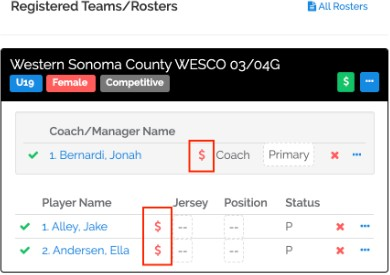 Registered Teams/Rosters All Rosters
Western Sonoma County WESCO 03/04G
U19 Female Competitive $ ...
Coach/Manager Name
1. Bernardi, Jonah $ Coach Primary ...
Player Name Jersey Position Status
1. Alley, Jake $ -- -- P ...
2. Andersen, Ella $ -- -- P ...